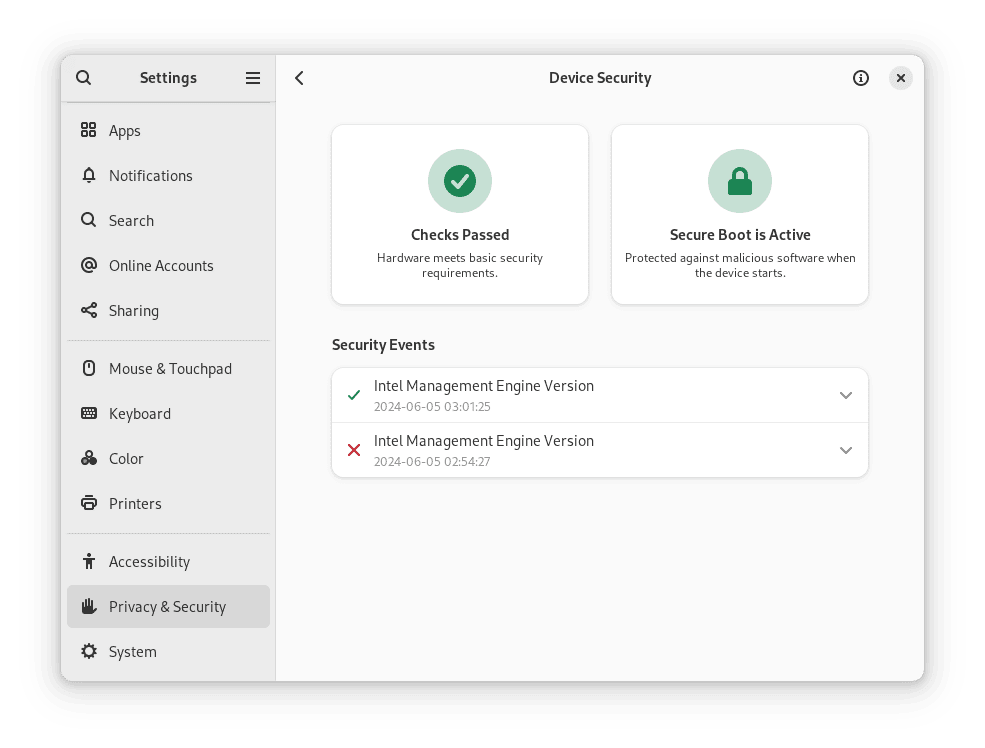 Settings
Device Security
Apps
Notifications
Search
Online Accounts
Sharing
Mouse & Touchpad
Keyboard
Color
Printers
Accessibility
Privacy & Security
System
Checks Passed
Hardware meets basic security
requirements.
Secure Boot is Active
Protected against malicious software when
the device starts.
Security Events
Intel Management Engine Version
2024-06-05 03:01:25
Intel Management Engine Version
2024-06-05 02:54:27